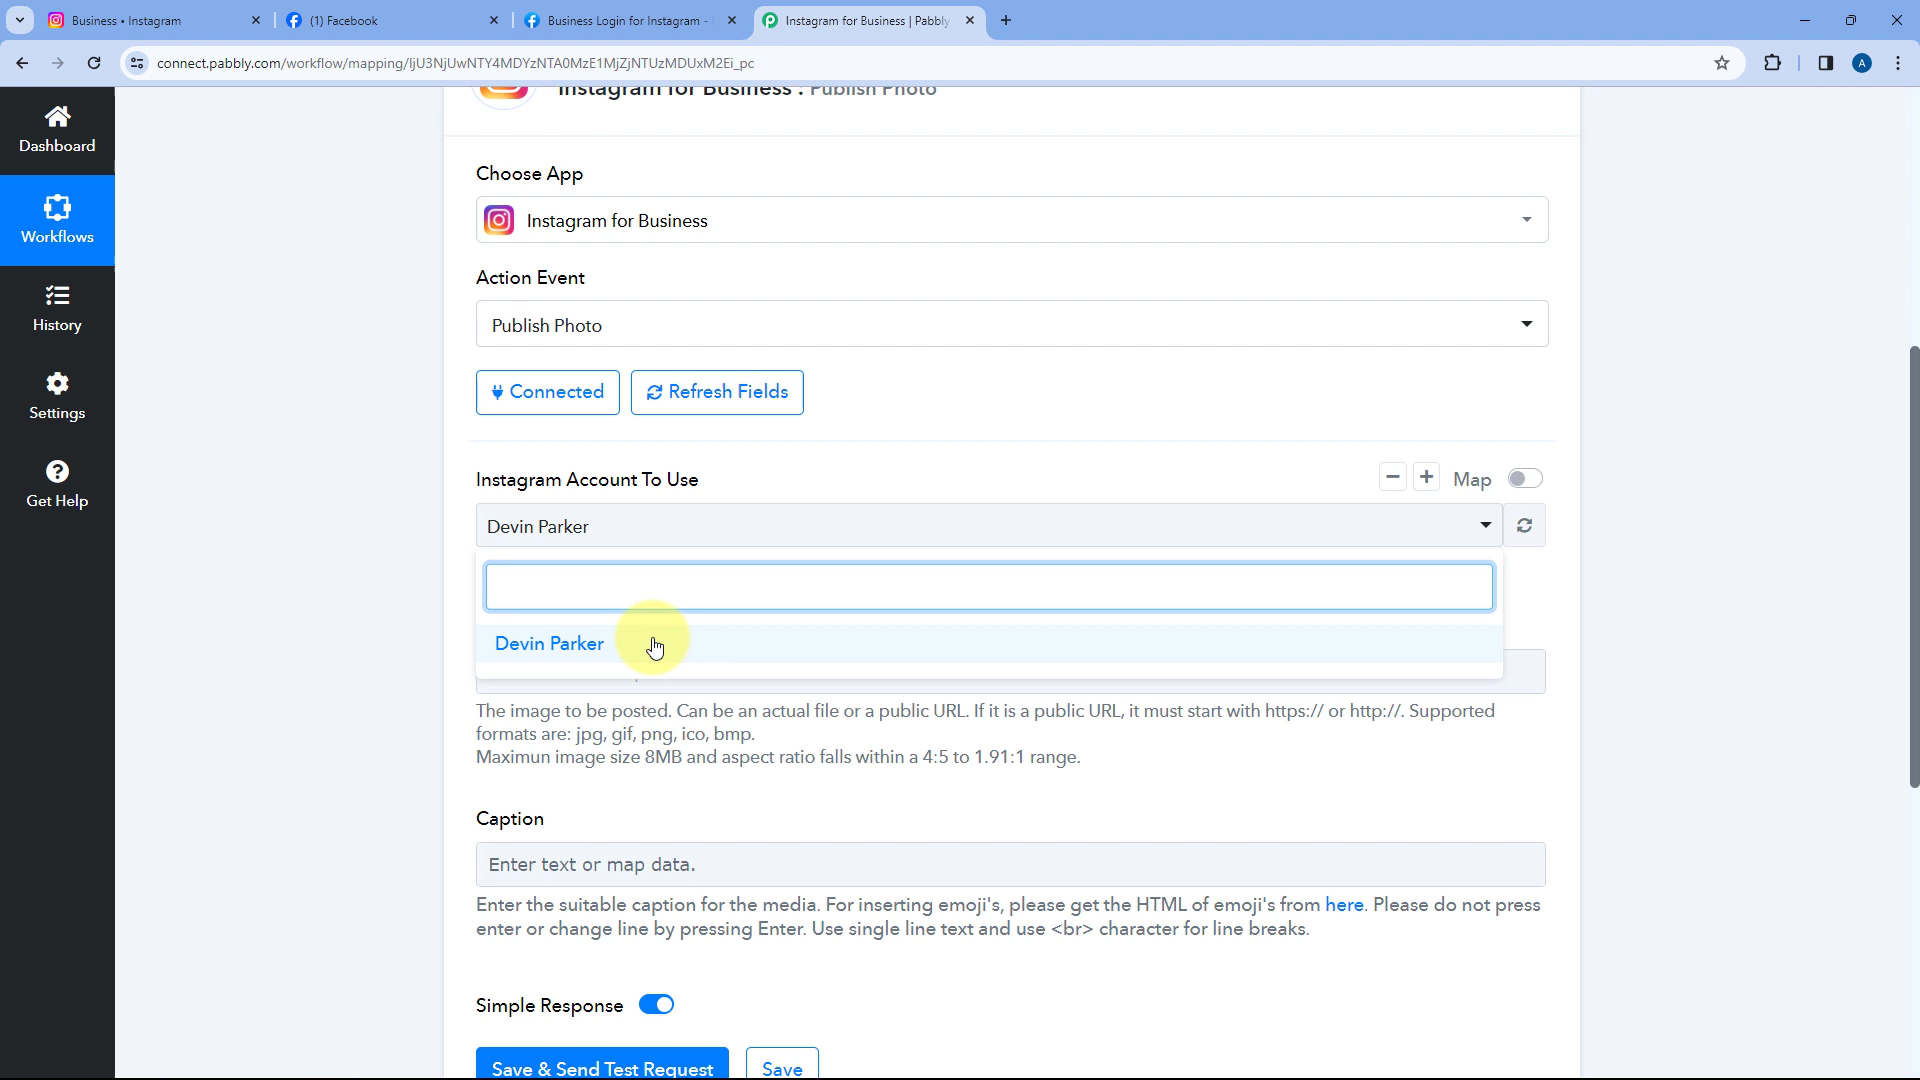 Business • Instagram
(1) Facebook
Business Login for Instagram -
Instagram for Business | Pabbly
connect.pabbly.com/workflow/mapping/IjU3NjUwNTY4MDYzNTA0MzE1MjZjNTUzMDUxM2Ei_pc
A
Dashboard
Workflows
History
Settings
Get Help
Instagram for Business : Publish Photo
Choose App
Instagram for Business
Action Event
Publish Photo
Connected
Refresh Fields
Instagram Account To Use
Map
Devin Parker
Devin Parker
The image to be posted. Can be an actual file or a public URL. If it is a public URL, it must start with https:// or http://. Supported
formats are: jpg, gif, png, ico, bmp.
Maximun image size 8MB and aspect ratio falls within a 4:5 to 1.91:1 range.
Caption
Enter text or map data.
Enter the suitable caption for the media. For inserting emoji's, please get the HTML of emoji's from here. Please do not press
enter or change line by pressing Enter. Use single line text and use <br> character for line breaks.
Simple Response
Save & Send Test Request
Save